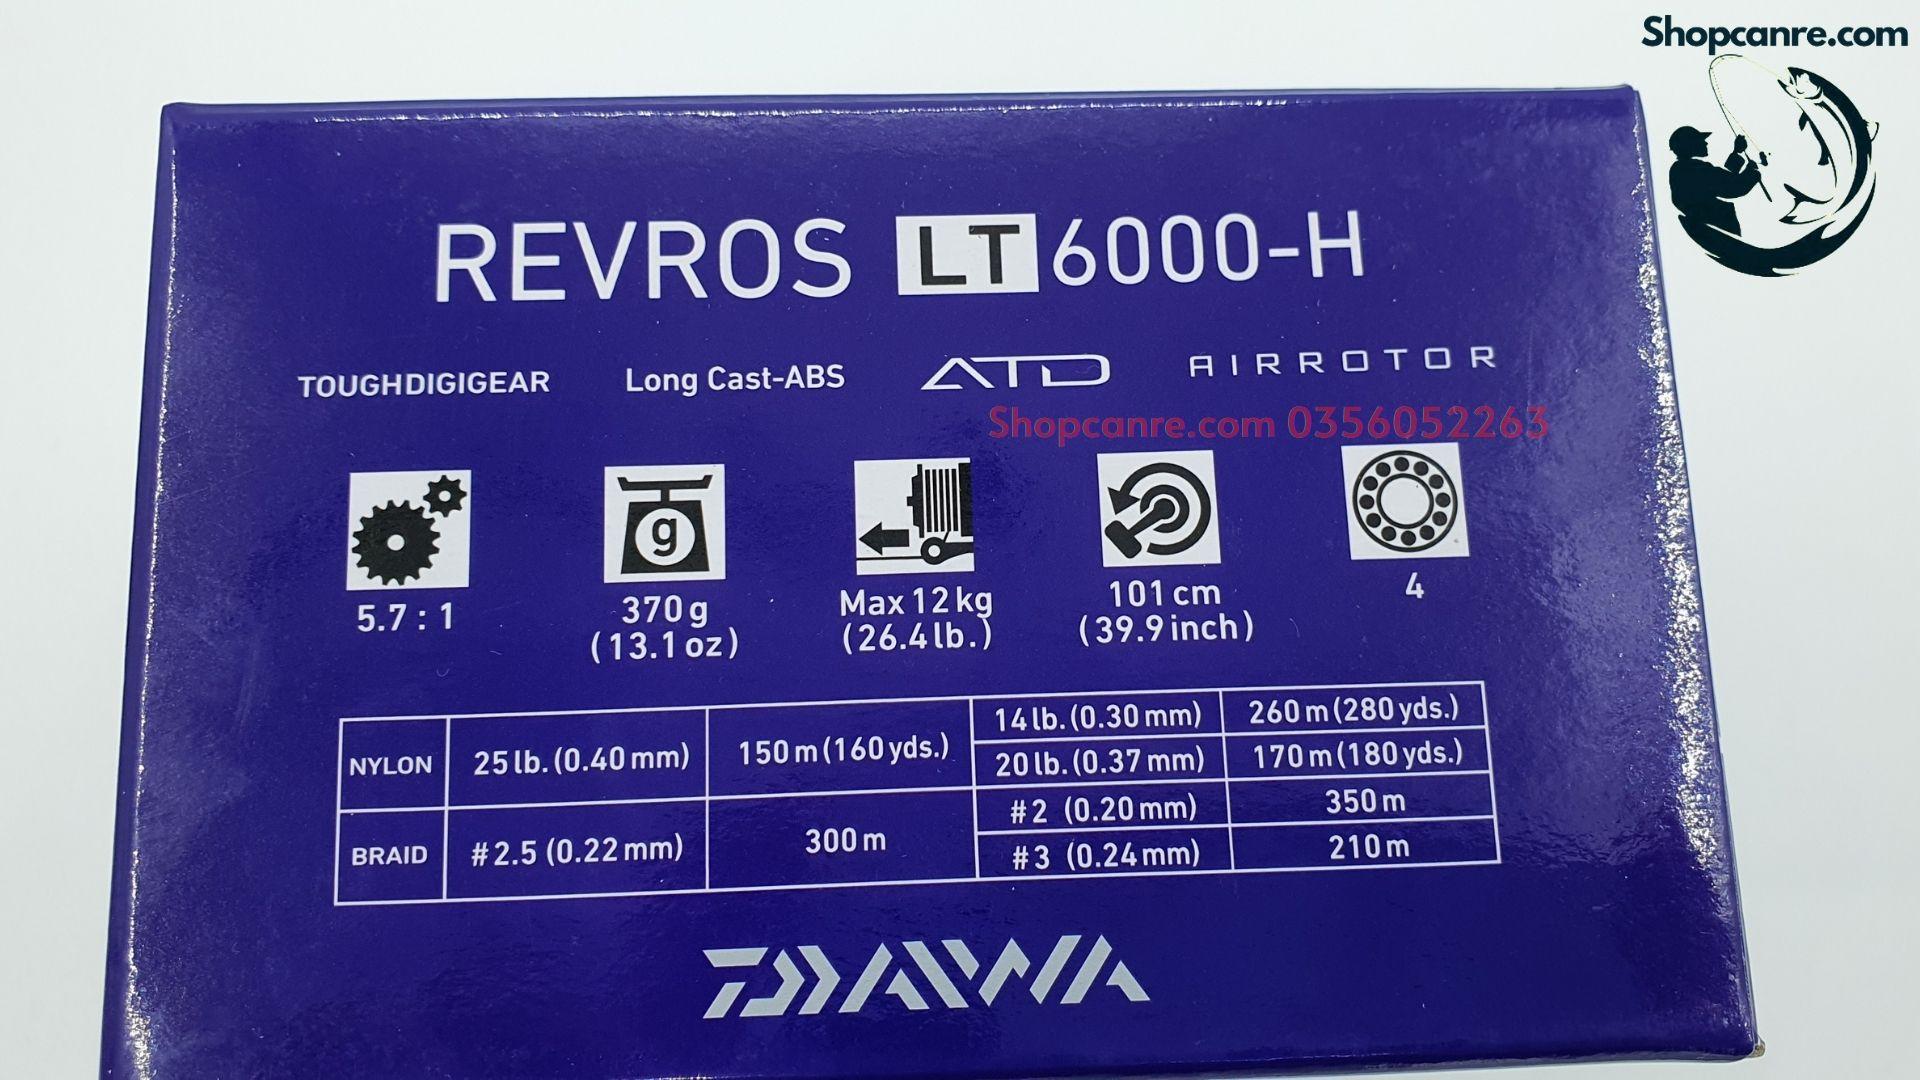 Shopcanre.com
REVROS LT 6000-H
TOUGHDIGIGEAR Long Cast-ABS ATD AIRROTOR
Shopcanre.com 0356052263
g
5.7 : 1 370 g Max 12 kg 101 cm 4
(13.1 oz) (26.4 lb.) (39.9 inch)
NYLON 25 lb. (0.40 mm) 150 m (160 yds.) 14 lb. (0.30 mm) 260 m (280 yds.)
20 lb. (0.37 mm) 170 m (180 yds.)
BRAID #2.5 (0.22 mm) 300 m #2 (0.20 mm) 350 m
#3 (0.24 mm) 210 m
DAIWA